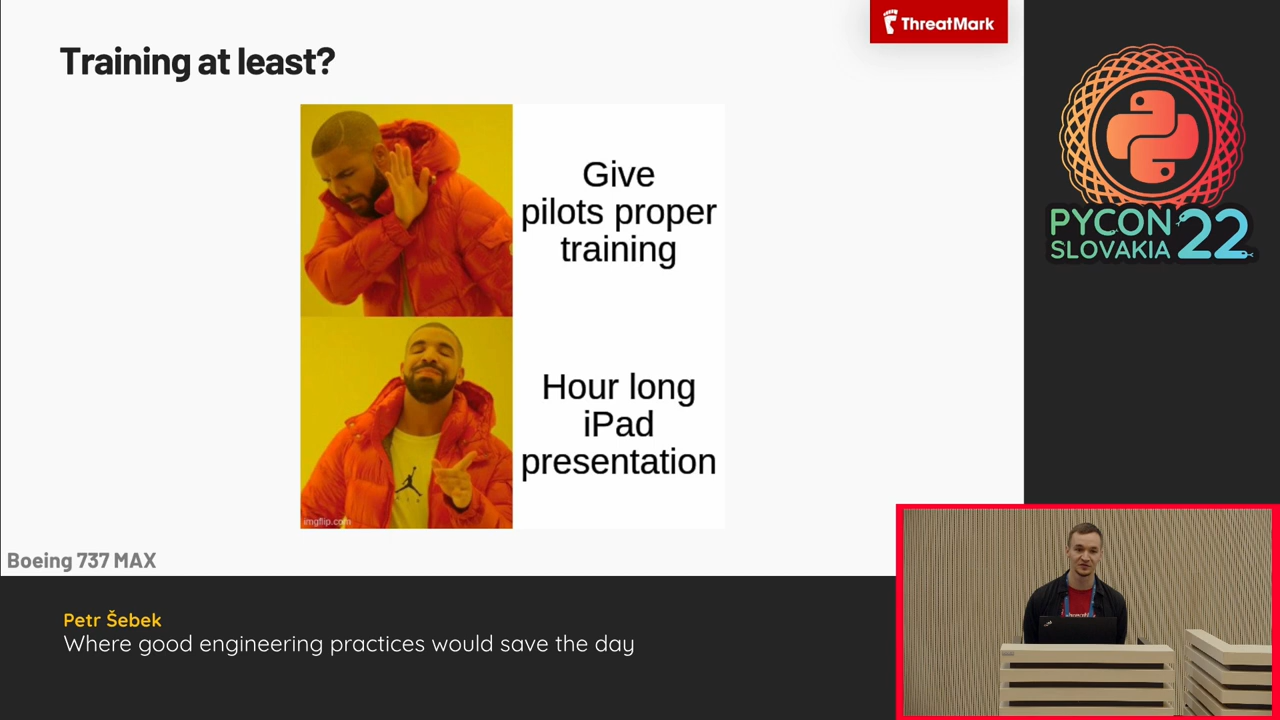 Training at least?
ThreatMark
Give
pilots proper
training
Hour long
iPad
presentation
imgflip.com
Boeing 737 MAX
PYCON
SLOVAKIA
22
Petr Šebek
Where good engineering practices would save the day